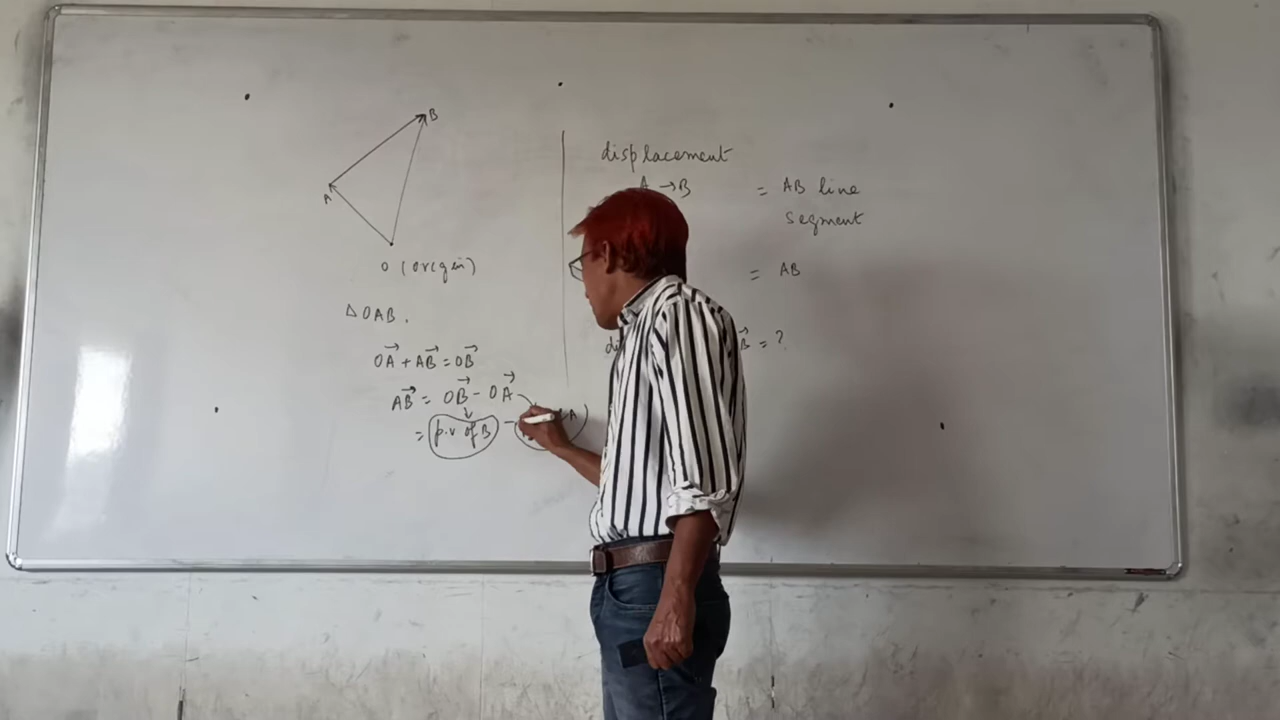 B
A
O (origin)
△OAB.
OA⃗ + AB⃗ = OB⃗
AB⃗ = OB⃗ - OA⃗
= p.v of B -
displacement
A → B = AB line
segment
= AB
= ?